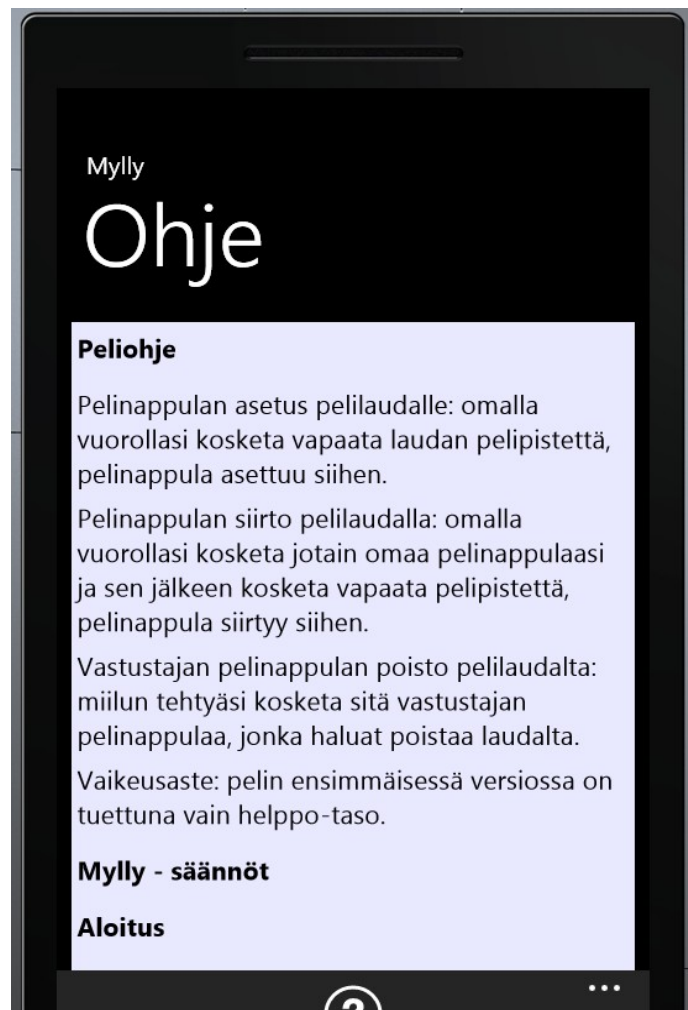 Mylly
Ohje
Peliohje
Pelinappulan asetus pelilaudalle: omalla
vuorollasi kosketa vapaata laudan pelipistettä,
pelinappula asettuu siihen.
Pelinappulan siirto pelilaudalla: omalla
vuorollasi kosketa jotain omaa pelinappulaasi
ja sen jälkeen kosketa vapaata pelipistettä,
pelinappula siirtyy siihen.
Vastustajan pelinappulan poisto pelilaudalta:
miilun tehtyäsi kosketa sitä vastustajan
pelinappulaa, jonka haluat poistaa laudalta.
Vaikeusaste: pelin ensimmäisessä versiossa on
tuettuna vain helppo-taso.
Mylly - säännöt
Aloitus
?
...